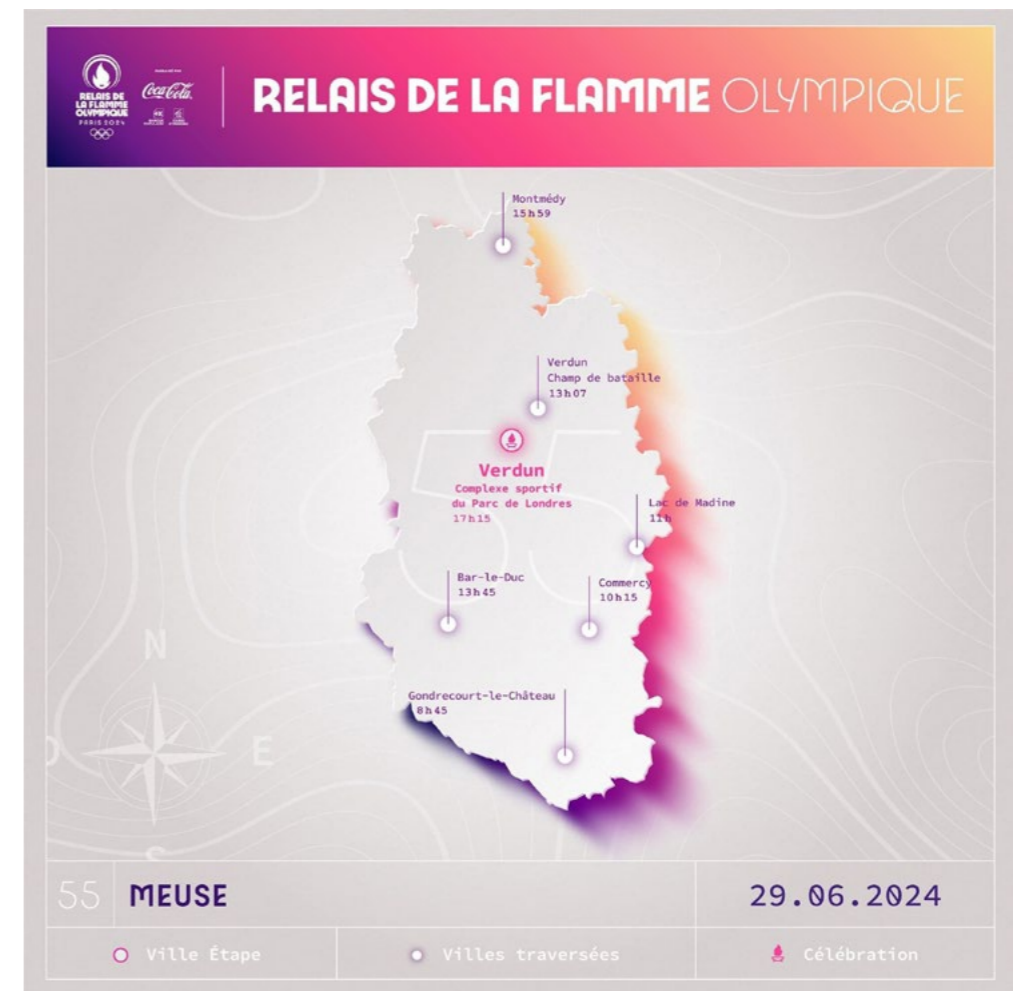 RELAIS DE
LA FLAMME
OLYMPIQUE
PARIS 2024
Coca-Cola
RELAIS DE LA FLAMME OLYMPIQUE
Montmédy
15h59
Verdun
Champ de bataille
13h07
55
Verdun
Complexe sportif
du Parc de Londres
17h15
Lac de Madine
11h
Bar-le-Duc
13h45
Commercy
10h15
Gondrecourt-le-Château
8h45
N
O
E
S
55 MEUSE
29.06.2024
Ville Étape
Villes traversées
Célébration